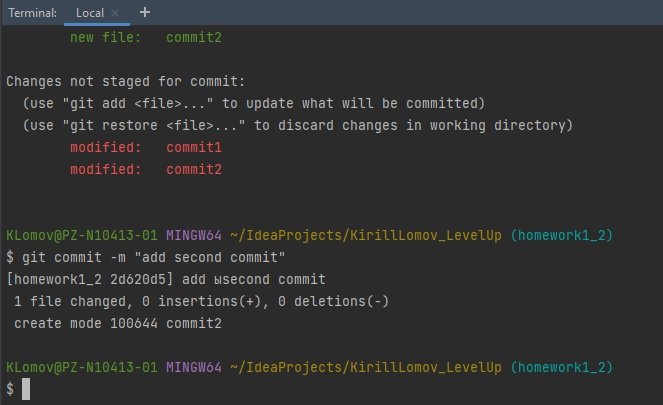 Terminal: Local × +
new file: commit2
Changes not staged for commit:
(use "git add <file>..." to update what will be committed)
(use "git restore <file>..." to discard changes in working directory)
modified: commit1
modified: commit2
KLomov@PZ-N10413-01 MINGW64 ~/IdeaProjects/KirillLomov_LevelUp (homework1_2)
$ git commit -m "add second commit"
[homework1_2 2d620d5] add ыsecond commit
1 file changed, 0 insertions(+), 0 deletions(-)
create mode 100644 commit2
KLomov@PZ-N10413-01 MINGW64 ~/IdeaProjects/KirillLomov_LevelUp (homework1_2)
$